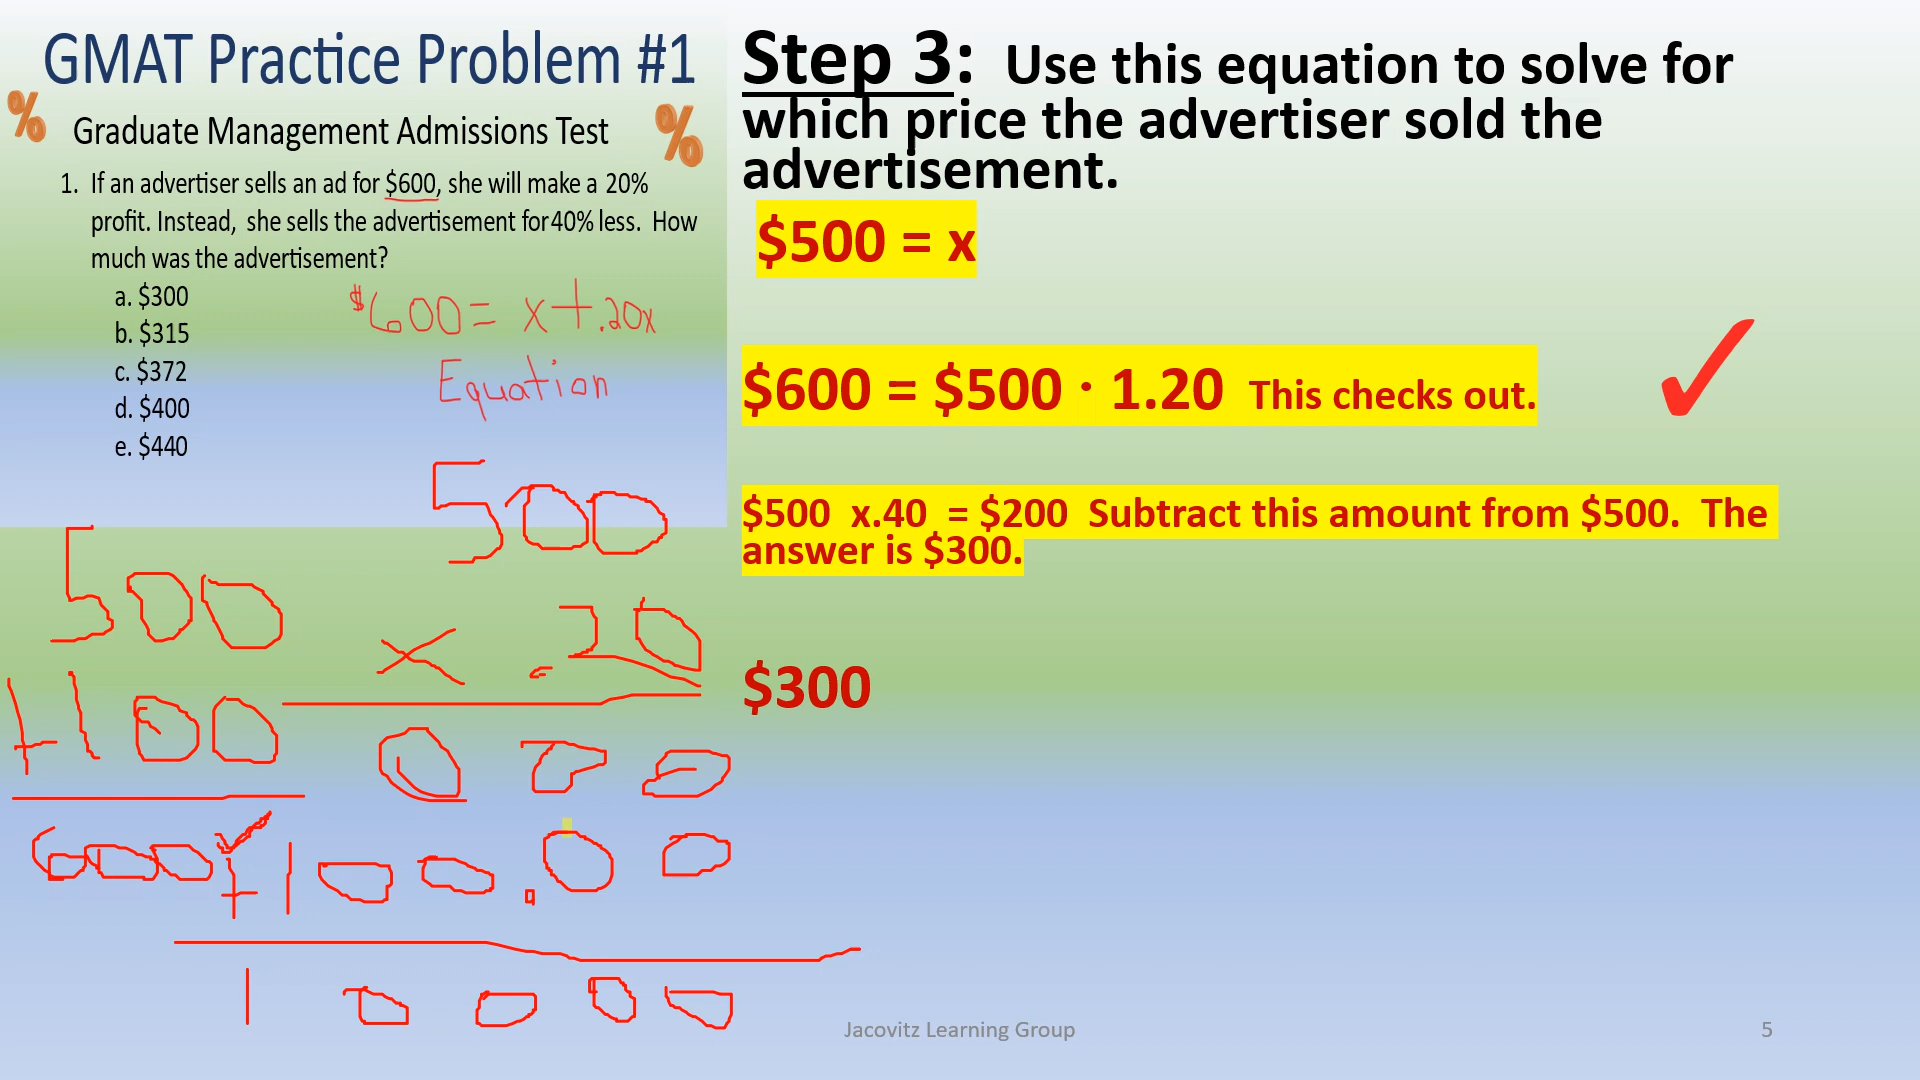 GMAT Practice Problem #1
%
%
Graduate Management Admissions Test
1. If an advertiser sells an ad for $600, she will make a 20%
profit. Instead, she sells the advertisement for 40% less. How
much was the advertisement?
a. $300
b. $315
c. $372
d. $400
e. $440
$600 = x + .20x
Equation
500
x .20
000
+ 100.00
10000
500
+100
600
Step 3: Use this equation to solve for
which price the advertiser sold the
advertisement.
$500 = x
$600 = $500 · 1.20 This checks out.
$500 x.40 = $200 Subtract this amount from $500. The
answer is $300.
$300
Jacovitz Learning Group
5